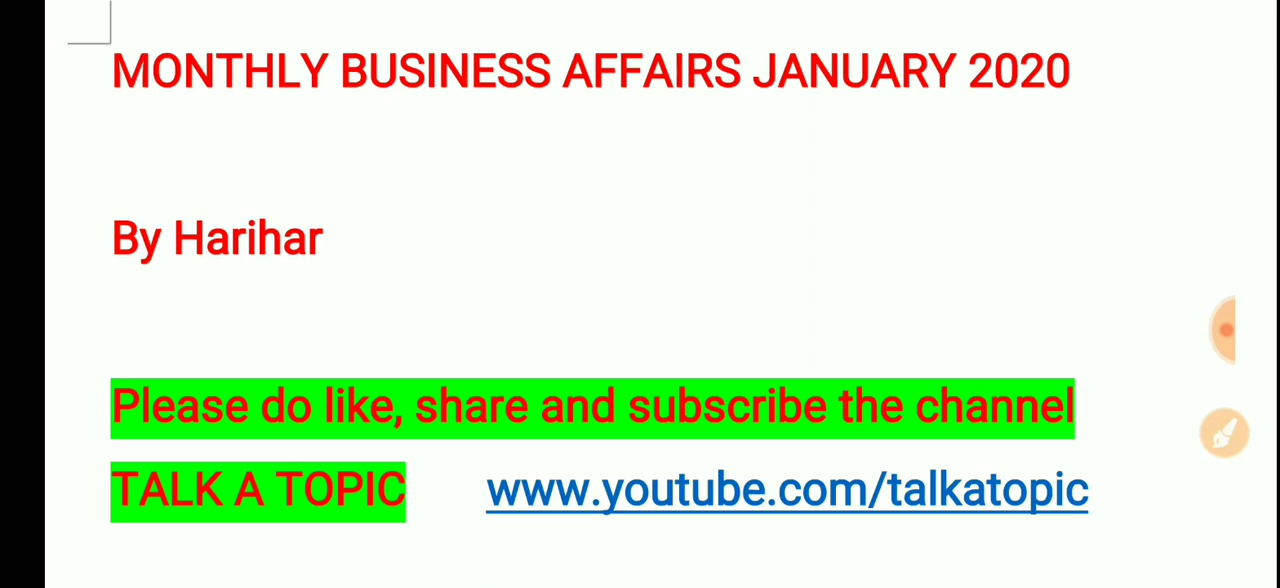 MONTHLY BUSINESS AFFAIRS JANUARY 2020
By Harihar
Please do like, share and subscribe the channel
TALK A TOPIC www.youtube.com/talkatopic